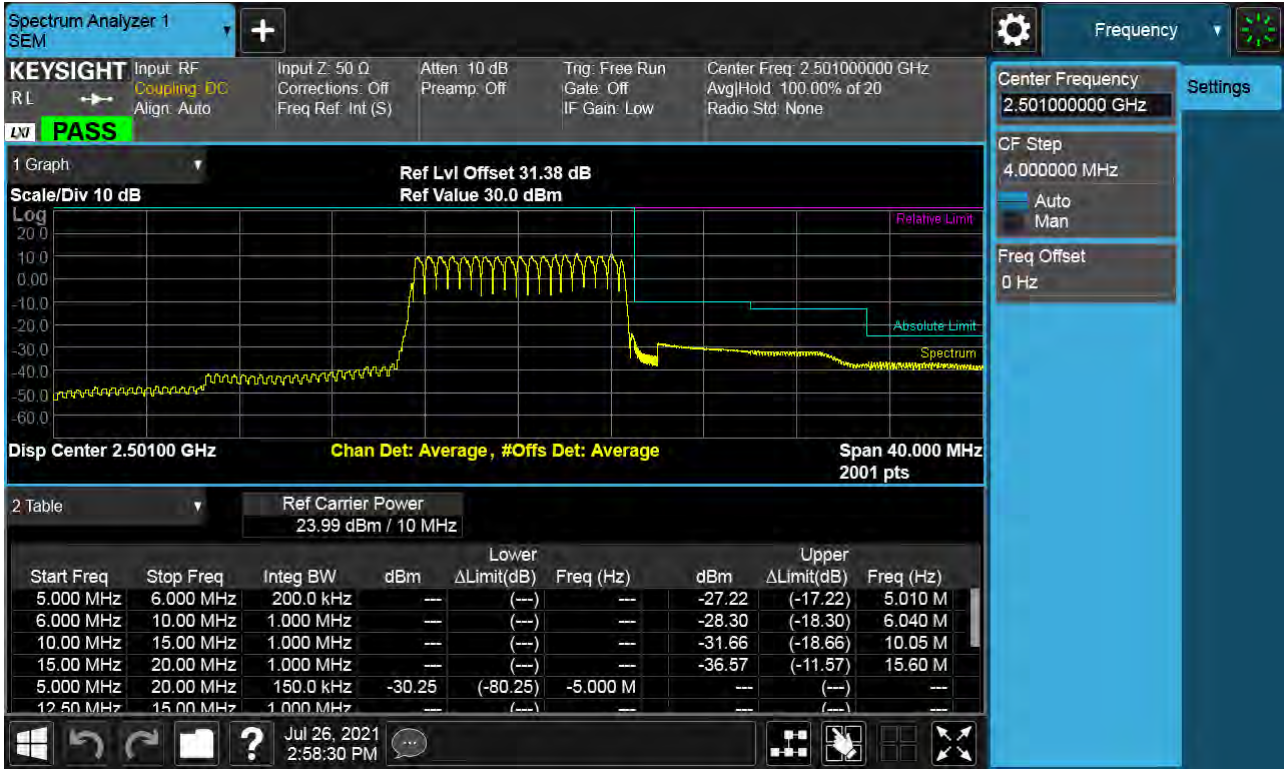 Spectrum Analyzer 1
SEM
+
Frequency
KEYSIGHT
RL
LXI
PASS
Input: RF
Coupling: DC
Align: Auto
Input Z: 50 Ω
Corrections: Off
Freq Ref: Int (S)
Atten: 10 dB
Preamp: Off
Trig: Free Run
Gate: Off
IF Gain: Low
Center Freq: 2.501000000 GHz
Avg|Hold: 100.00% of 20
Radio Std: None
Center Frequency
2.501000000 GHz
Settings
CF Step
4.000000 MHz
Auto
Man
Freq Offset
0 Hz
1 Graph
Scale/Div 10 dB
Ref Lvl Offset 31.38 dB
Ref Value 30.0 dBm
Log
20.0
10.0
0.00
-10.0
-20.0
-30.0
-40.0
-50.0
-60.0
Relative Limit
Absolute Limit
Spectrum
Disp Center 2.50100 GHz
Chan Det: Average, #Offs Det: Average
Span 40.000 MHz
2001 pts
2 Table
Ref Carrier Power
23.99 dBm / 10 MHz
Lower Upper
Start Freq Stop Freq Integ BW dBm ΔLimit(dB) Freq (Hz) dBm ΔLimit(dB) Freq (Hz)
5.000 MHz 6.000 MHz 200.0 kHz --- (---) --- -27.22 (-17.22) 5.010 M
6.000 MHz 10.00 MHz 1.000 MHz --- (---) --- -28.30 (-18.30) 6.040 M
10.00 MHz 15.00 MHz 1.000 MHz --- (---) --- -31.66 (-18.66) 10.05 M
15.00 MHz 20.00 MHz 1.000 MHz --- (---) --- -36.57 (-11.57) 15.60 M
5.000 MHz 20.00 MHz 150.0 kHz -30.25 (-80.25) -5.000 M --- (---) ---
12.50 MHz 15.00 MHz 1.000 MHz --- (---) --- --- (---) ---
?
Jul 26, 2021
2:58:30 PM